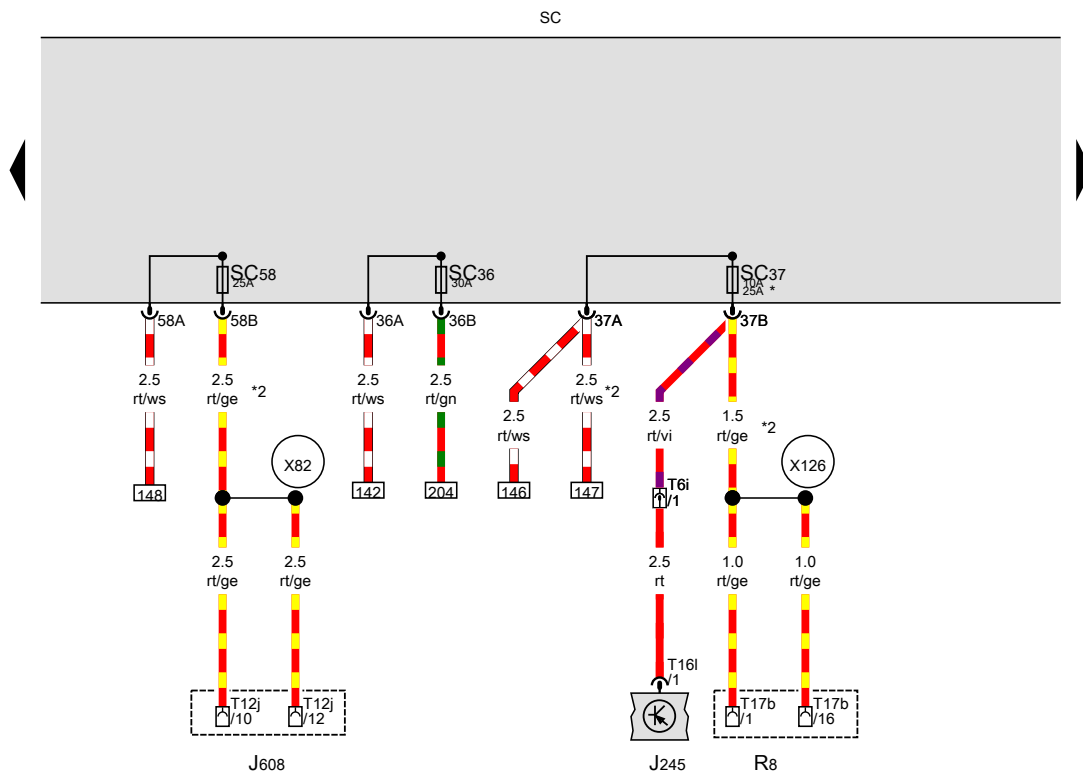 SC
SC58
25A
SC36
30A
SC37
10A
25A *
58A
58B
36A
36B
37A
37B
2.5
rt/ws
2.5
rt/ge
*2
2.5
rt/ws
2.5
rt/gn
2.5
rt/ws
2.5
rt/ws
*2
2.5
rt/vi
1.5
rt/ge
*2
X82
X126
148
142
204
146
147
T6i
/1
2.5
rt/ge
2.5
rt/ge
2.5
rt
1.0
rt/ge
1.0
rt/ge
T12j
/10
T12j
/12
T16l
/1
T17b
/1
T17b
/16
J608
J245
R8